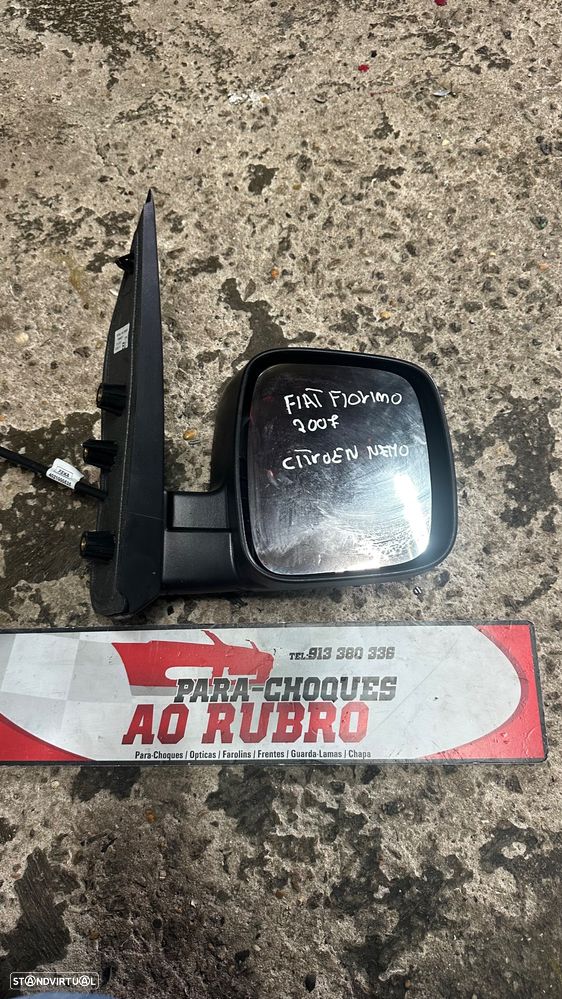 FIAT FIORINO
2007
CITROEN NEMO
TEL:913 380 336
PARA-CHOQUES
AO RUBRO
Para-Choques / Opticas / Farolins / Frentes / Guarda-Lamas / Chapa
STANDVIRTUAL